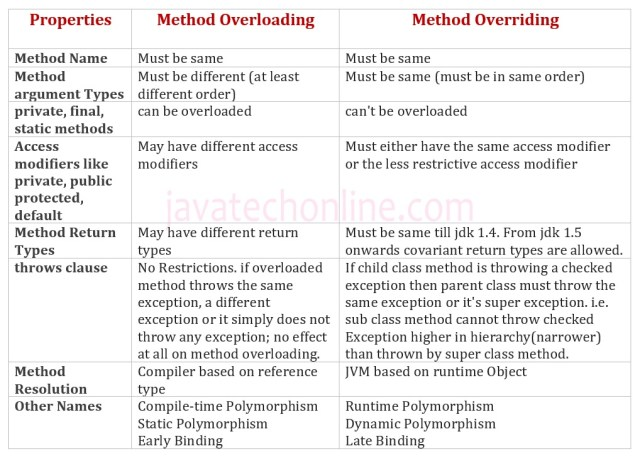 Properties Method Overloading Method Overriding
Method Name Must be same Must be same
Method Must be different (at least Must be same (must be in same order)
argument Types different order)
private, final, can be overloaded can't be overloaded
static methods
Access May have different access Must either have the same access modifier
modifiers like modifiers or the less restrictive access modifier
private, public
protected,
default
javatechonline.com
Method Return May have different return Must be same till jdk 1.4. From jdk 1.5
Types types onwards covariant return types are allowed.
throws clause No Restrictions. if overloaded If child class method is throwing a checked
method throws the same exception then parent class must throw the
exception, a different same exception or it's super exception. i.e.
exception or it simply does not sub class method cannot throw checked
throw any exception; no effect Exception higher in hierarchy(narrower)
at all on method overloading. than thrown by super class method.
Method Compiler based on reference JVM based on runtime Object
Resolution type
Other Names Compile-time Polymorphism Runtime Polymorphism
Static Polymorphism Dynamic Polymorphism
Early Binding Late Binding